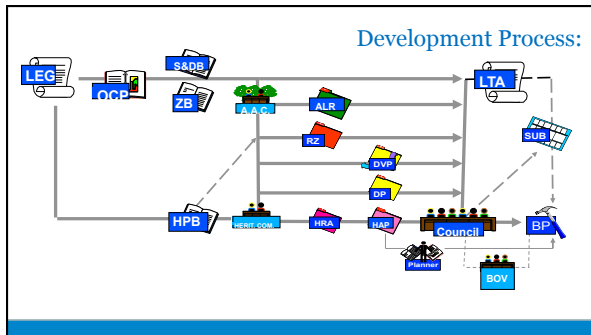 Development Process:
S&DB
LEG
LTA
OCP
ZB
A.A.C.
ALR
RZ
SUB
DVP
DP
HPB
HERIT. COM.
HRA
HAP
Council
BP
Planner
BOV